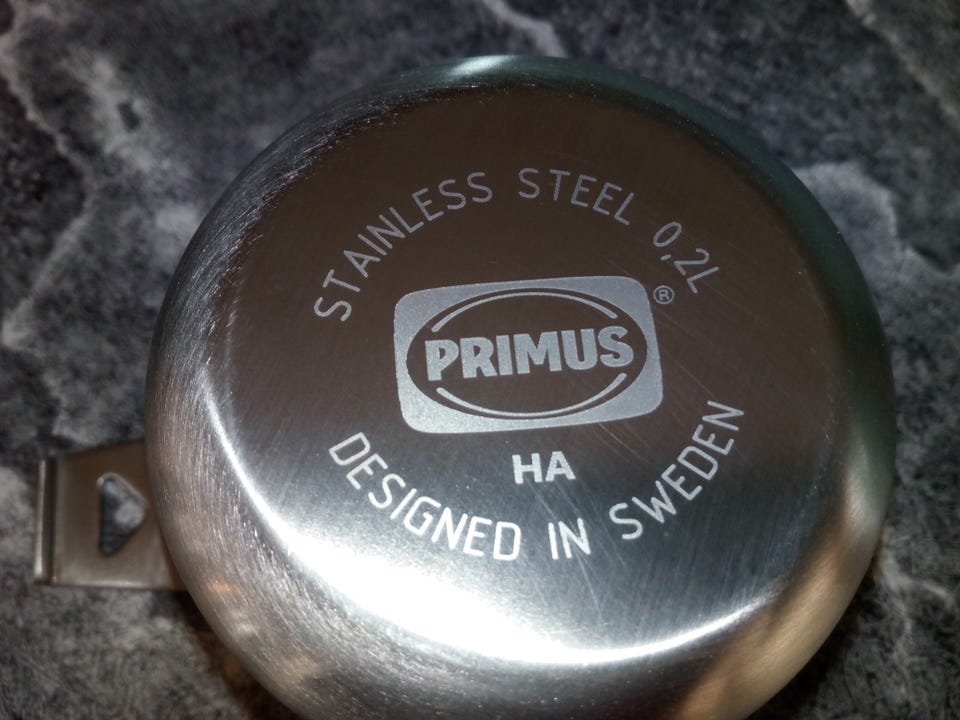 STAINLESS STEEL 0,2L
PRIMUS®
HA
DESIGNED IN SWEDEN